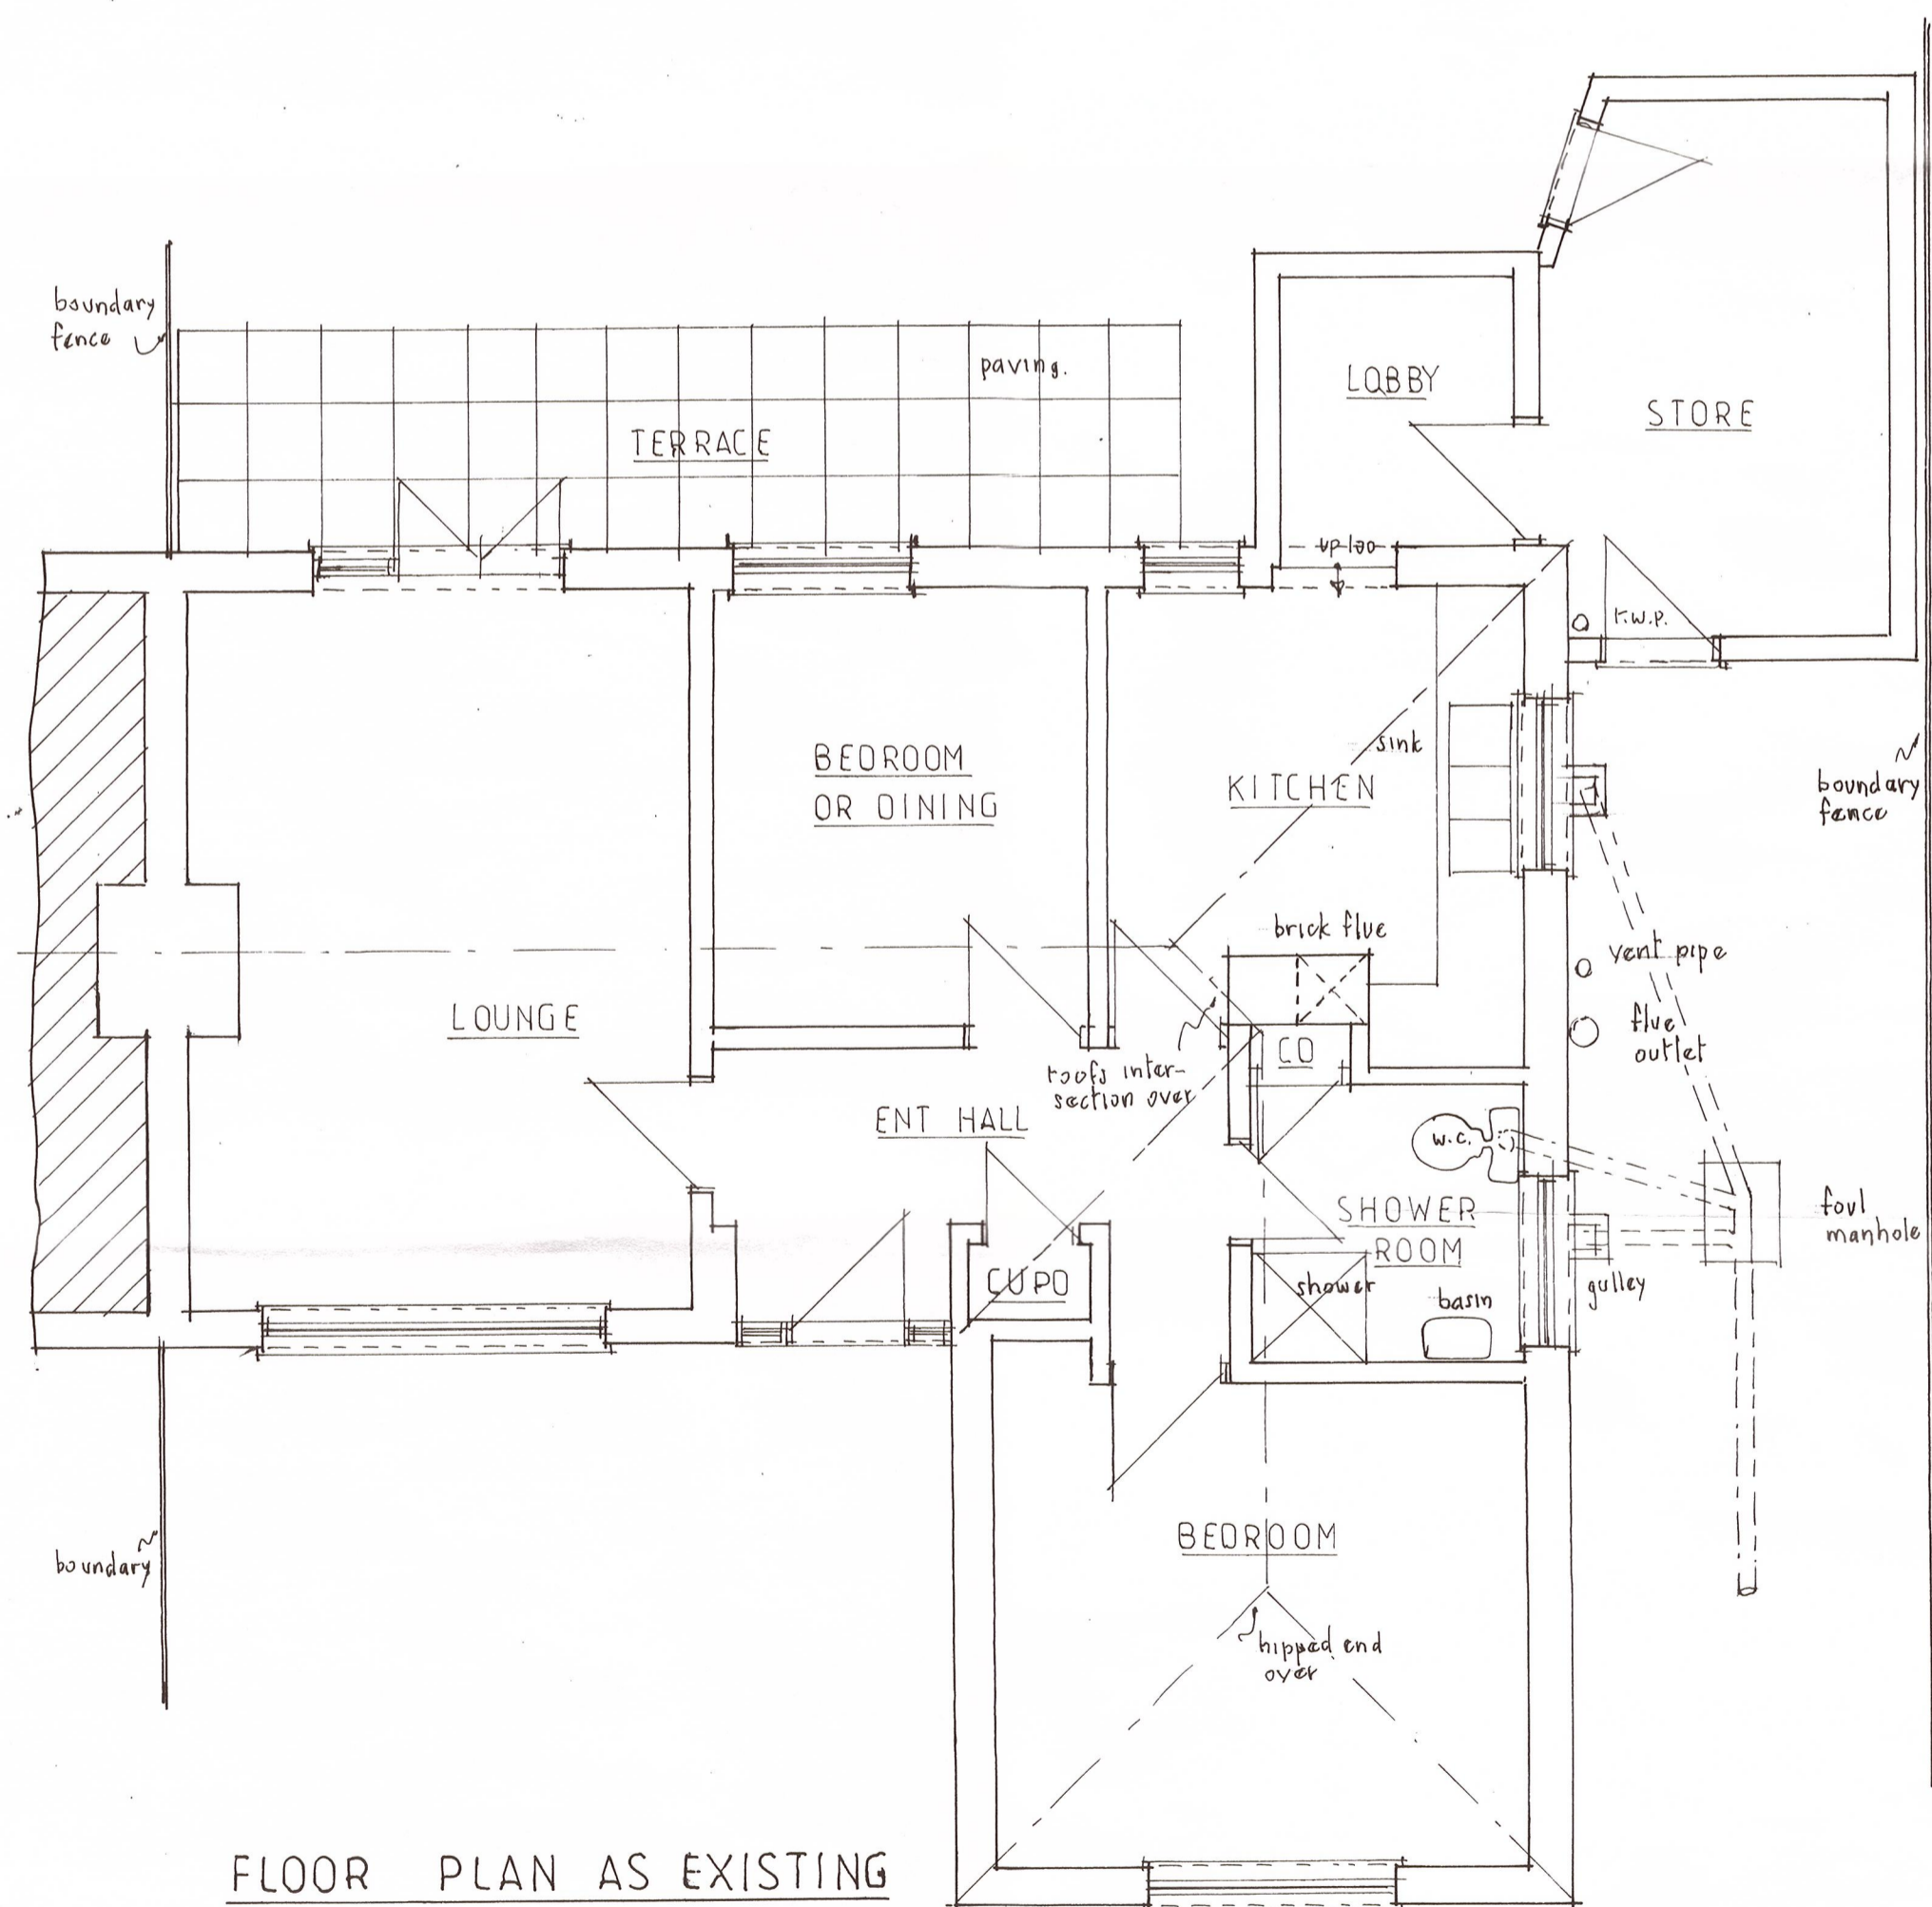 boundary
fence
paving.
TERRACE
LOBBY
STORE
up 100
r.w.p.
BEDROOM
OR DINING
sink
KITCHEN
boundary
fence
brick flue
vent pipe
LOUNGE
flue
outlet
CD
roofs inter-
section over
ENT HALL
w.c.
SHOWER
ROOM
foul
manhole
CUPD
shower
basin
gulley
BEDROOM
boundary
hipped end
over
FLOOR PLAN AS EXISTING